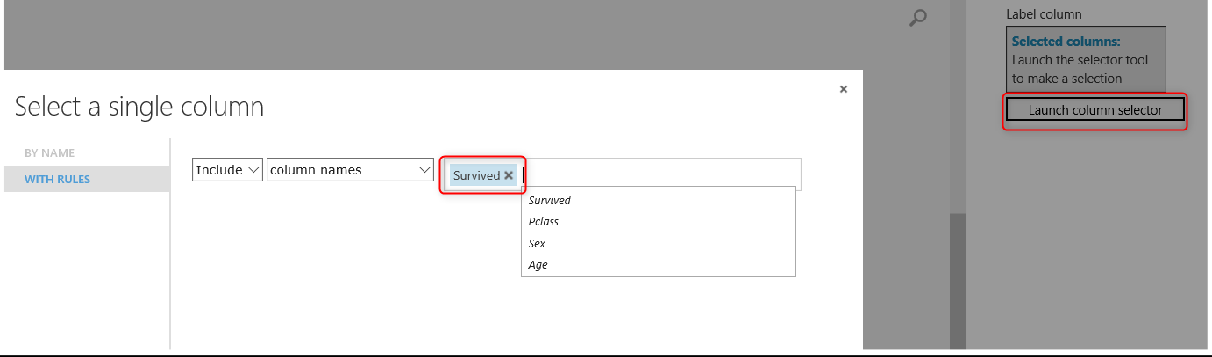 Label column
Selected columns:
Launch the selector tool
to make a selection
Launch column selector
Select a single column
BY NAME
WITH RULES
Include column names Survived
Survived
Pclass
Sex
Age